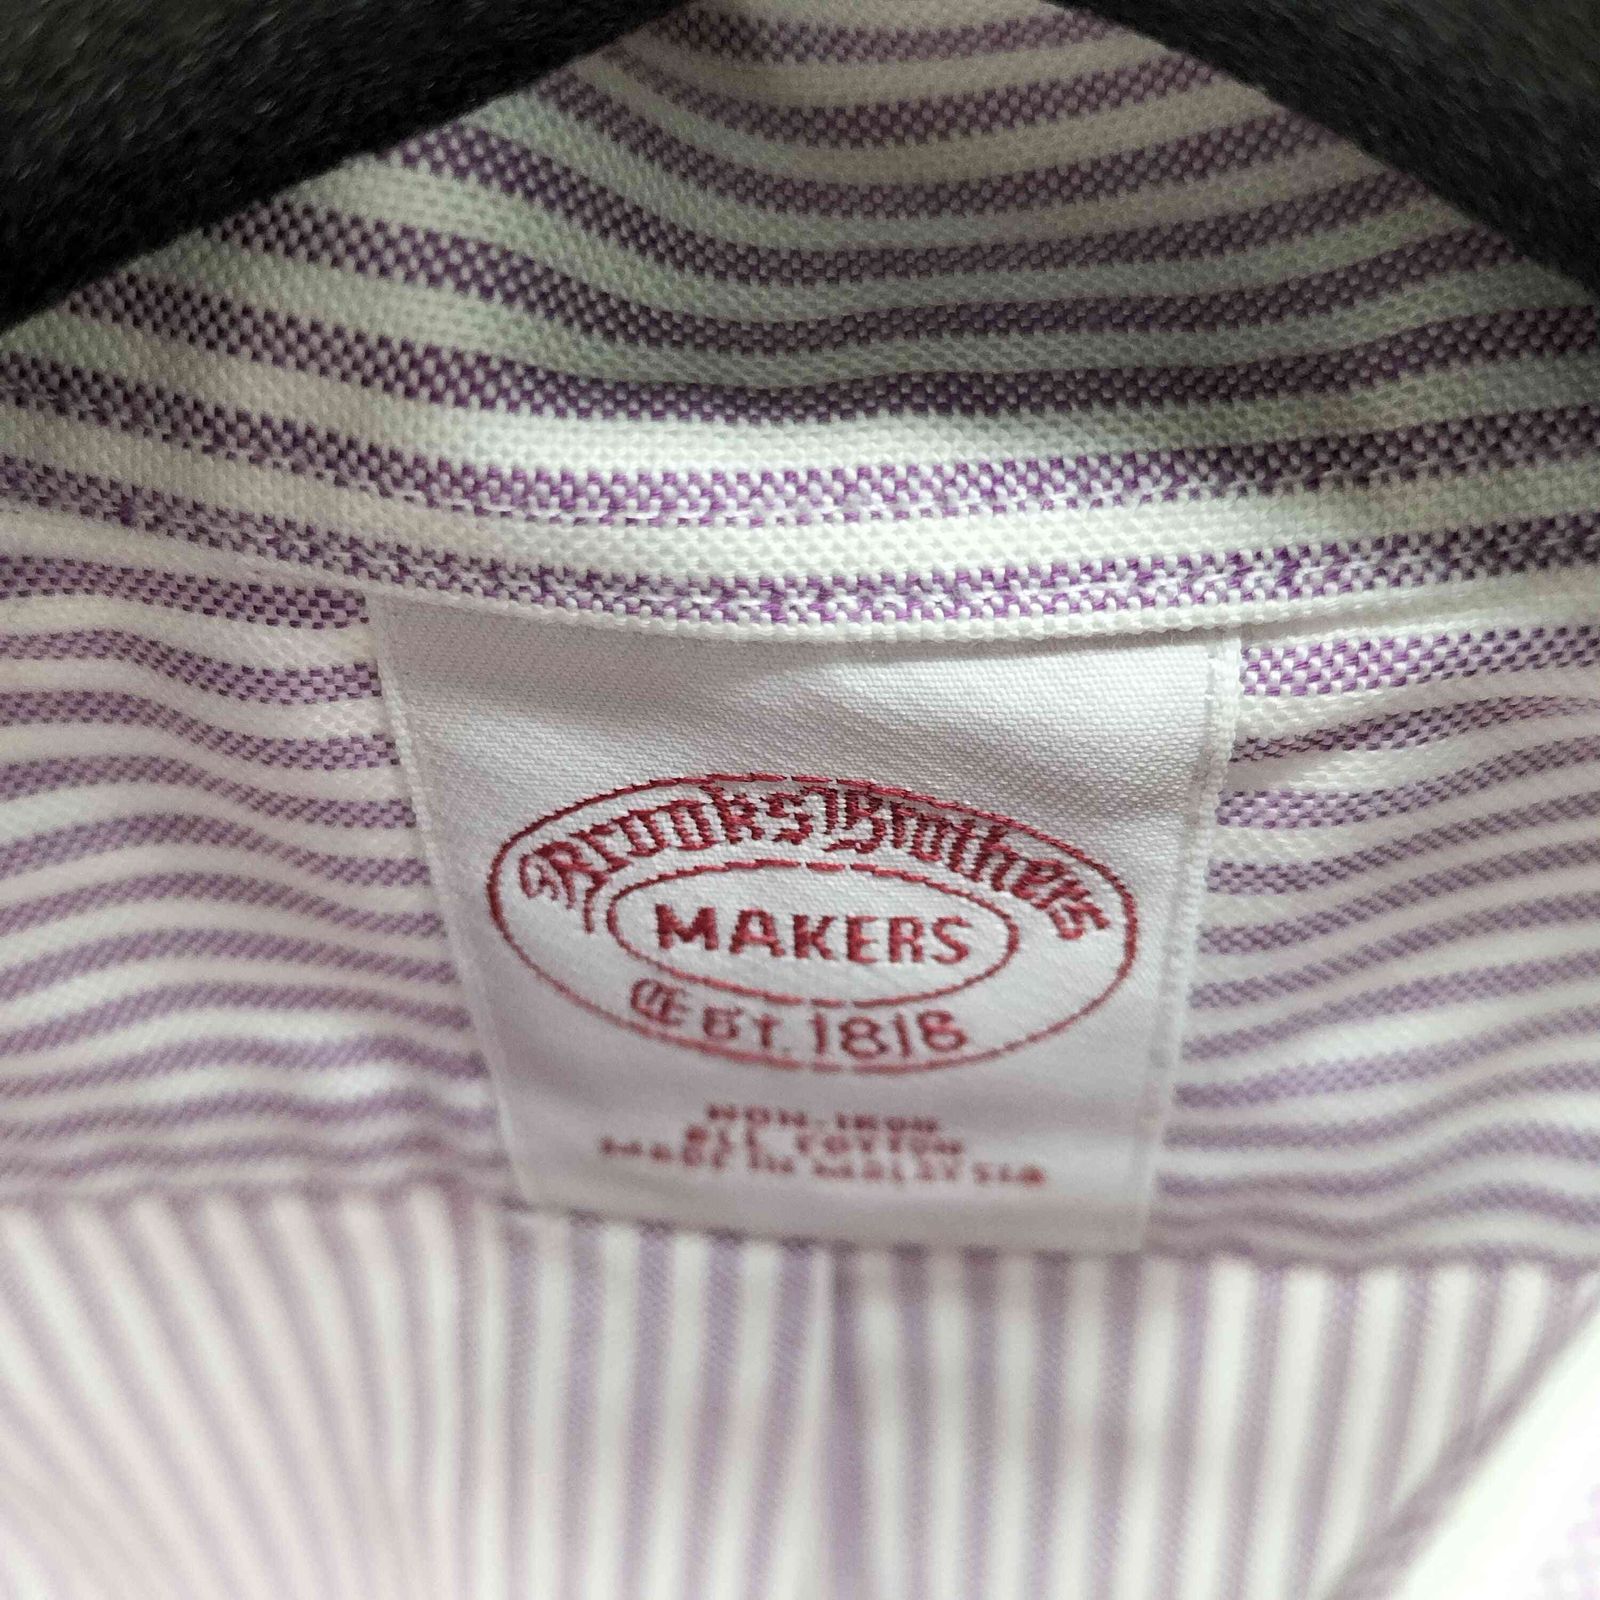 Brooks Brothers
MAKERS
EST. 1818
NON-IRON
ALL COTTON
MADE IN MALAYSIA